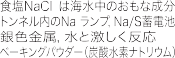 食塩NaCl は海水中のおもな成分
トンネル内のNa ランプ, Na/S蓄電池
銀色金属, 水と激しく反応
ベーキングパウダー（炭酸水素ナトリウム）